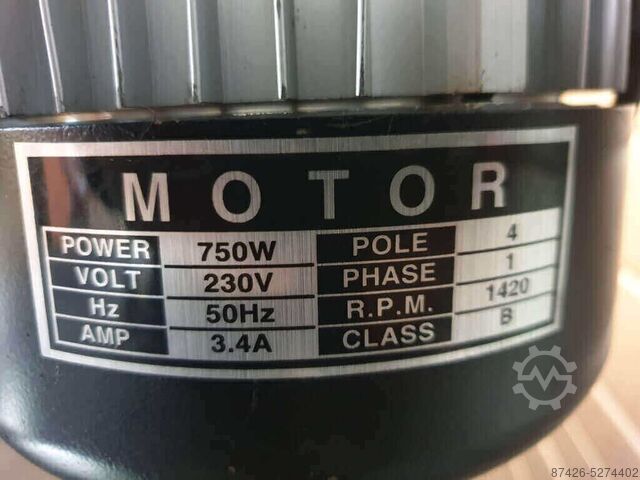 MOTOR
POWER 750W POLE 4
VOLT 230V PHASE 1
Hz 50Hz R.P.M. 1420
AMP 3.4A CLASS B
87426-5274402